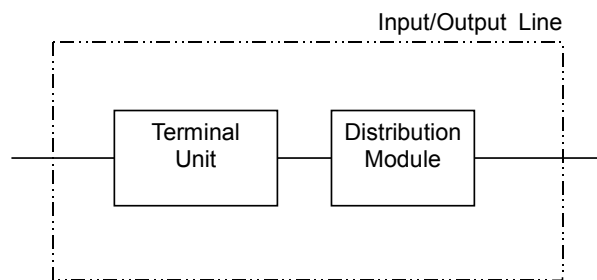 Input/Output Line
Terminal
Unit
Distribution
Module